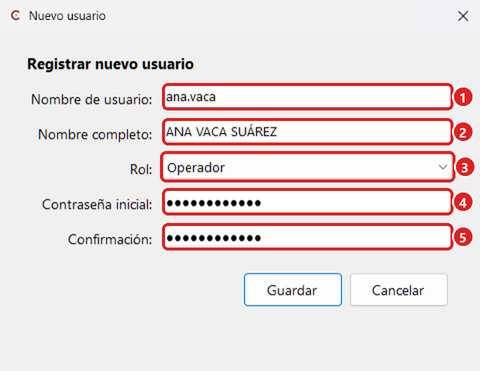 Nuevo usuario
Registrar nuevo usuario
Nombre de usuario: ana.vaca 1
Nombre completo: ANA VACA SUÁREZ 2
Rol: Operador 3
Contraseña inicial: ●●●●●●●●●●●● 4
Confirmación: ●●●●●●●●●●●● 5
Guardar Cancelar